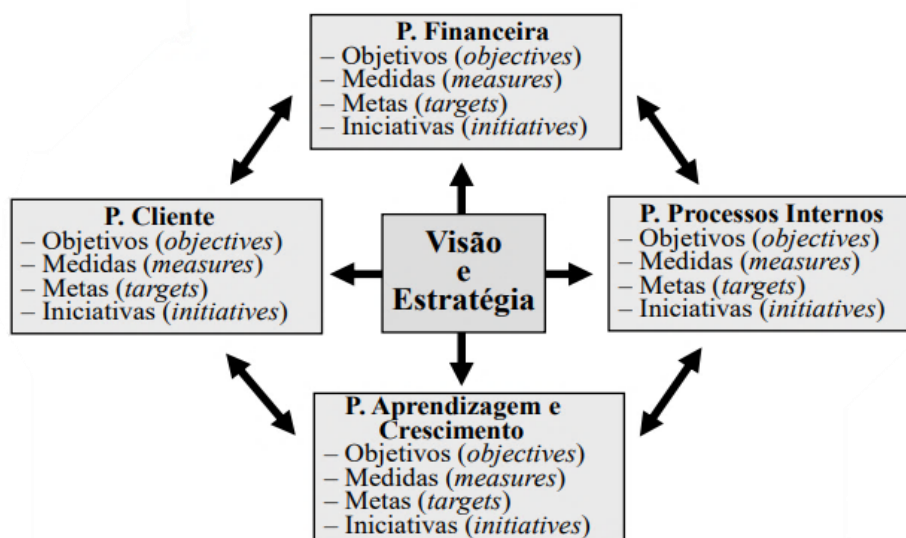 P. Financeira
– Objetivos (objectives)
– Medidas (measures)
– Metas (targets)
– Iniciativas (initiatives)
P. Cliente
– Objetivos (objectives)
– Medidas (measures)
– Metas (targets)
– Iniciativas (initiatives)
Visão
e
Estratégia
P. Processos Internos
– Objetivos (objectives)
– Medidas (measures)
– Metas (targets)
– Iniciativas (initiatives)
P. Aprendizagem e
Crescimento
– Objetivos (objectives)
– Medidas (measures)
– Metas (targets)
– Iniciativas (initiatives)